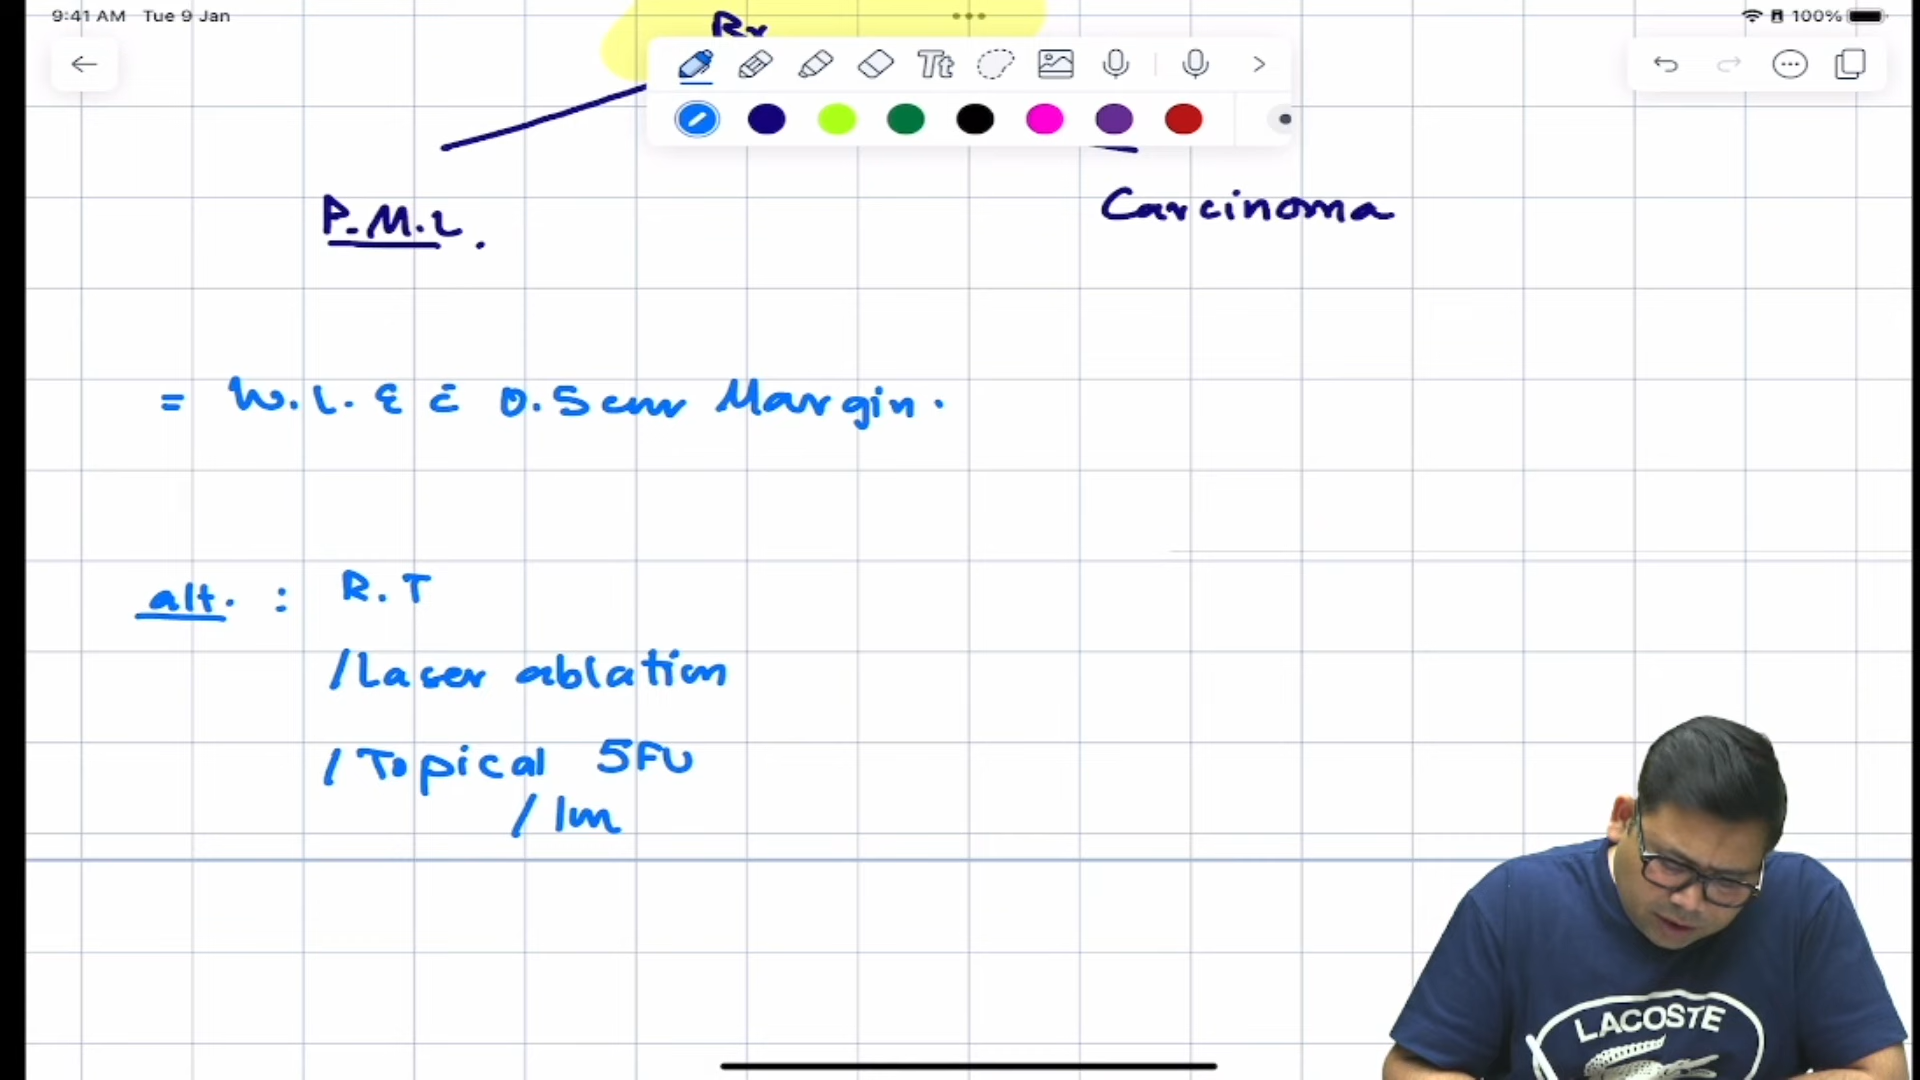 9:41 AM Tue 9 Jan
100%
Rx
Tt
P.M.L.
Carcinoma
= W.L.E c̄ 0.5cm Margin.
alt. : R.T
/Laser ablation
/Topical 5FU
/Im
LACOSTE